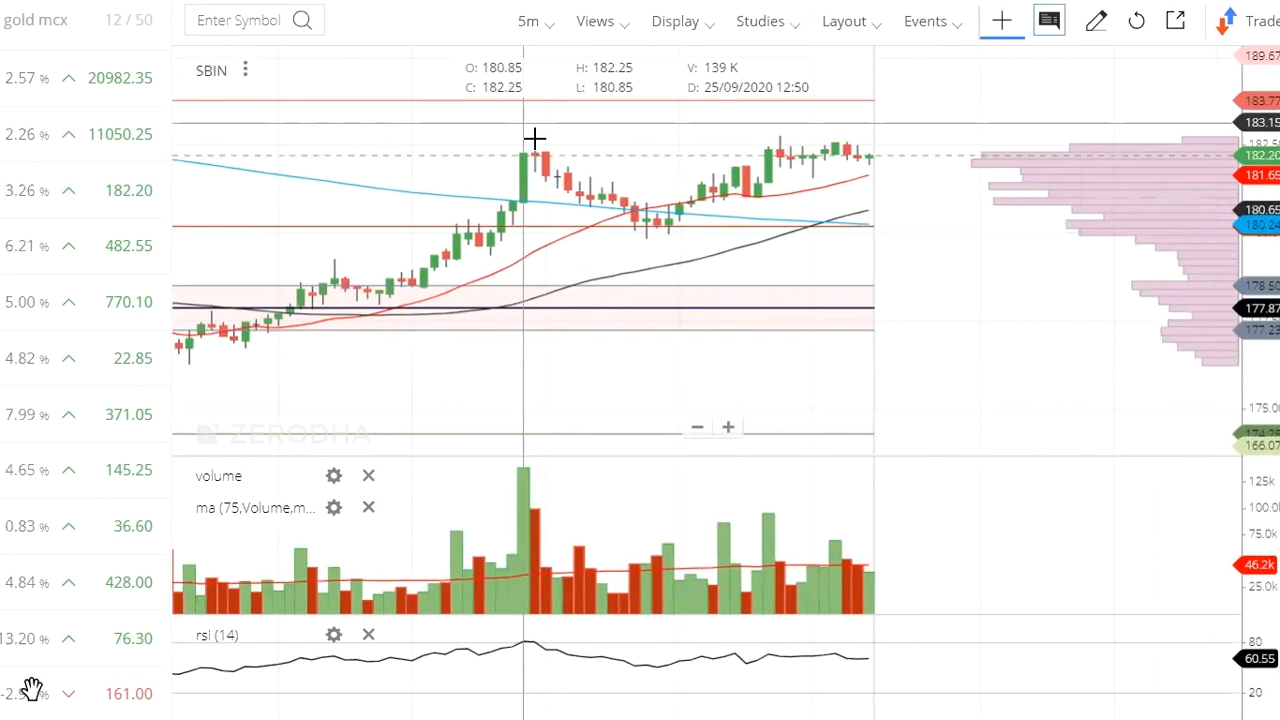 gold mcx 12 / 50
Enter Symbol
5m Views Display Studies Layout Events Trade
2.57 % 20982.35
2.26 % 11050.25
3.26 % 182.20
6.21 % 482.55
5.00 % 770.10
4.82 % 22.85
7.99 % 371.05
4.65 % 145.25
0.83 % 36.60
4.84 % 428.00
13.20 % 76.30
% 161.00
SBIN
O: 180.85 H: 182.25 V: 139 K
C: 182.25 L: 180.85 D: 25/09/2020 12:50
189.67
183.77
183.15
182.20
181.65
180.65
180.24
178.50
177.87
177.23
175.00
166.07
ZERODHA
volume
ma (75,Volume,m...
125k
100.0k
75.0k
46.2k
25.0k
rsi (14)
80
60.55
20